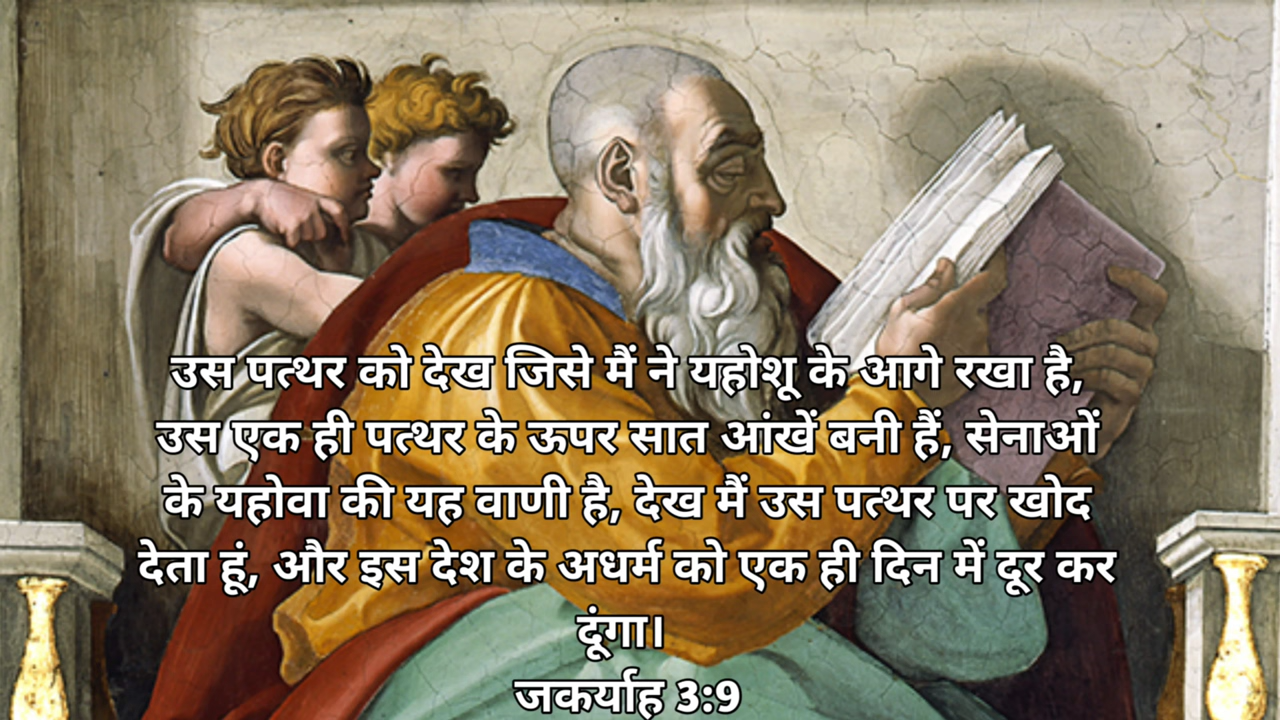 उस पत्थर को देख जिसे मैं ने यहोशू के आगे रखा है,
उस एक ही पत्थर के ऊपर सात आंखें बनी हैं, सेनाओं
के यहोवा की यह वाणी है, देख मैं उस पत्थर पर खोद
देता हूं, और इस देश के अधर्म को एक ही दिन में दूर कर
दूंगा।
जकर्याह 3:9